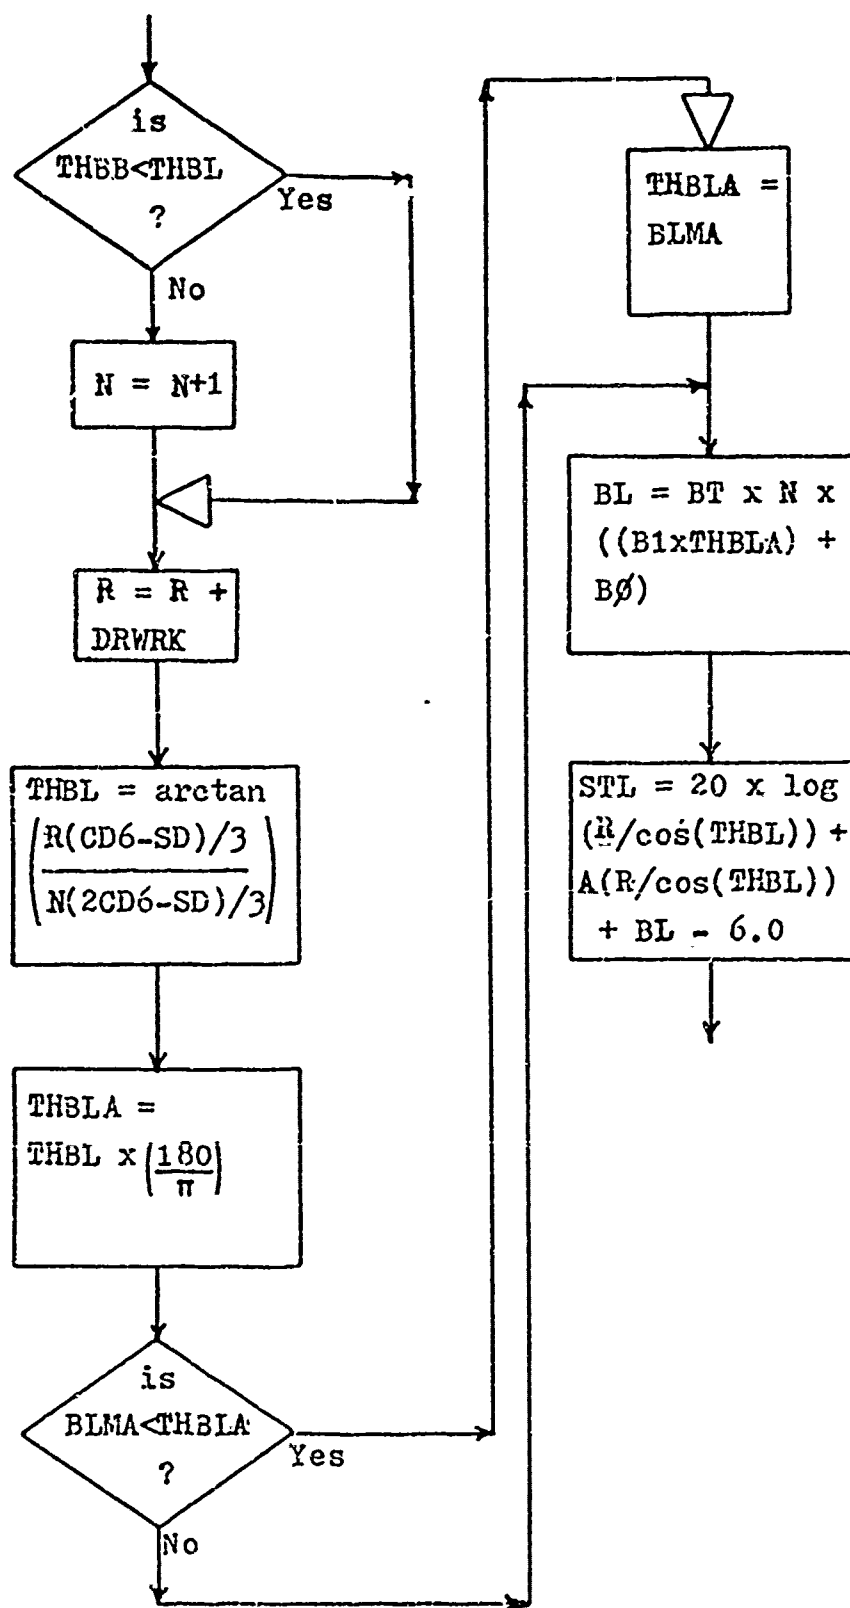 is
THBB<THBL
?
Yes
No
N = N+1
R = R +
DRWRK
THBL = arctan
(R(CD6-SD)/3
N(2CD6-SD)/3)
THBLA =
THBL x (180
π)
is
BLMA<THBLA
?
Yes
No
THBLA =
BLMA
BL = BT x N x
((B1xTHBLA) +
BØ)
STL = 20 x log
(R/cos(THBL)) +
A(R/cos(THBL))
+ BL - 6.0